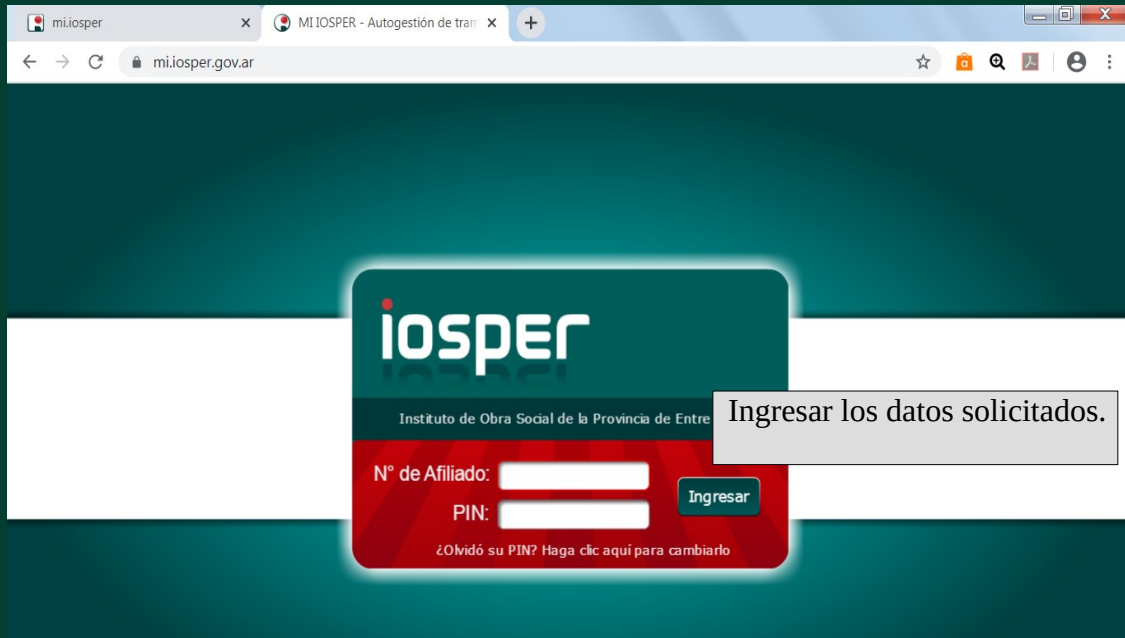 mi.iosper
MI IOSPER - Autogestión de tram
mi.iosper.gov.ar
iosper
Instituto de Obra Social de la Provincia de Entre
Ingresar los datos solicitados.
N° de Afiliado:
PIN:
Ingresar
¿Olvidó su PIN? Haga clic aquí para cambiarlo